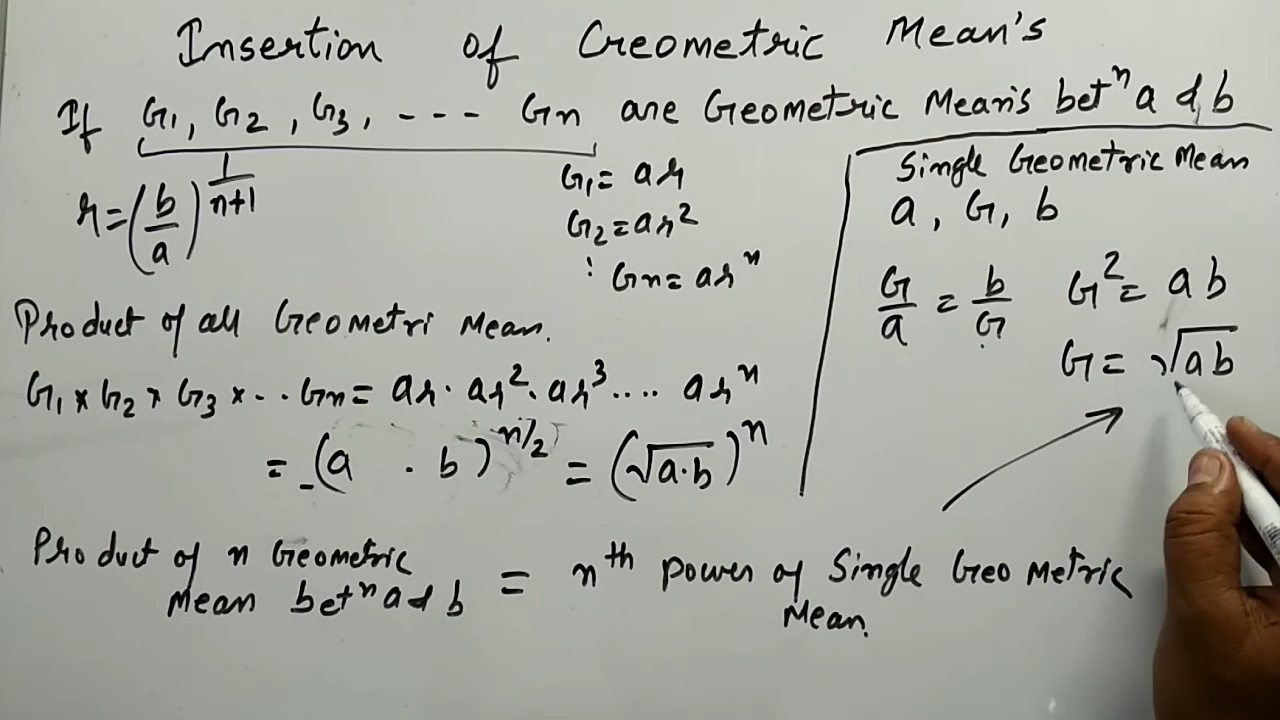 Insertion of Geometric Mean's
If G₁, G₂, G₃, - - - Gn are Geometric Mean's betⁿ a & b
r = (b/a)^(1/(n+1))
G₁ = ar
G₂ = ar²
⋮ Gn = arⁿ
Product of all Geometri Mean.
G₁ × G₂ × G₃ × - .. Gn = ar · ar² · ar³ .... arⁿ
= (a · b)^(n/2) = (√a·b)ⁿ
Single Geometric Mean
a, G, b
G/a = b/G
G² = ab
G = √ab
Product of n Geometric
Mean betⁿ a & b = nth power of Single Geometric
Mean.